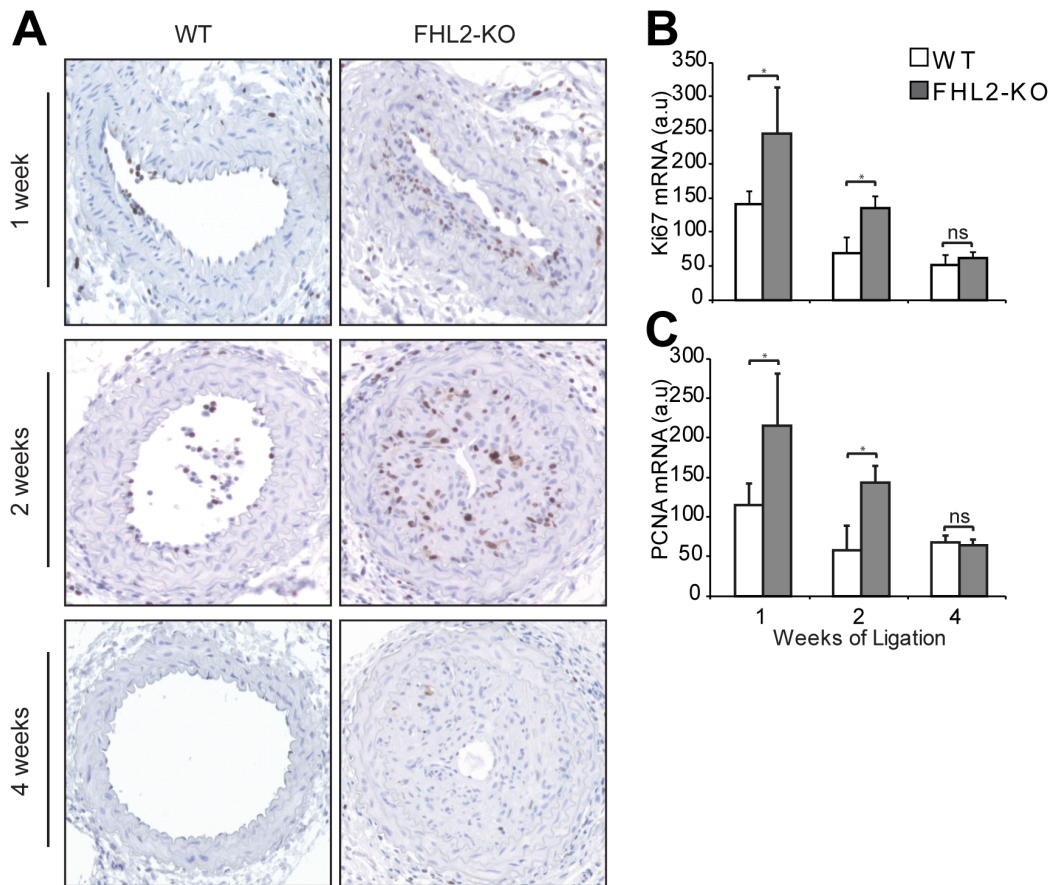 A
WT
FHL2-KO
1 week
2 weeks
4 weeks
B
WT
FHL2-KO
Ki67 mRNA (a.u)
350
300
250
200
150
100
50
0
*
*
ns
C
PCNA mRNA (a.u)
300
250
200
150
100
50
0
*
*
ns
1 2 4
Weeks of Ligation